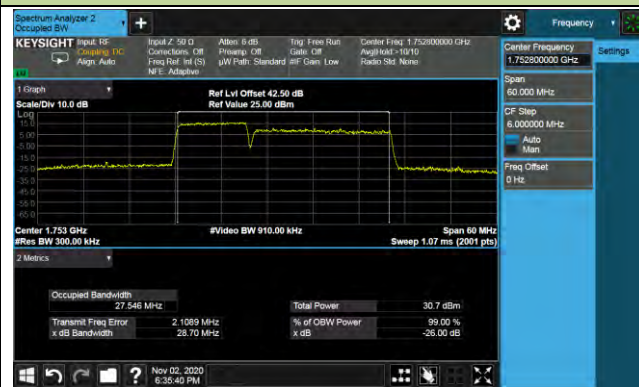 Spectrum Analyzer 2
Occupied BW
Frequency
KEYSIGHT
Input: RF
Coupling: DC
Align: Auto
Input Z: 50 Ω
Corrections: Off
Freq Ref: Int (S)
NFE: Adaptive
Atten: 6 dB
Preamp: Off
µW Path: Standard
Trig: Free Run
Gate: Off
#IF Gain: Low
Center Freq: 1.752800000 GHz
Avg|Hold:>10/10
Radio Std: None
Center Frequency
1.752800000 GHz
Settings
Span
60.000 MHz
CF Step
6.000000 MHz
Auto
Man
Freq Offset
0 Hz
1 Graph
Scale/Div 10.0 dB
Ref Lvl Offset 42.50 dB
Ref Value 25.00 dBm
Log
15.0
5.00
-5.00
-15.0
-25.0
-35.0
-45.0
-55.0
-65.0
Center 1.753 GHz
#Res BW 300.00 kHz
#Video BW 910.00 kHz
Span 60 MHz
Sweep 1.07 ms (2001 pts)
2 Metrics
Occupied Bandwidth
27.546 MHz
Total Power 30.7 dBm
Transmit Freq Error 2.1089 MHz
% of OBW Power 99.00 %
x dB Bandwidth 28.70 MHz
x dB -26.00 dB
Nov 02, 2020
6:35:40 PM